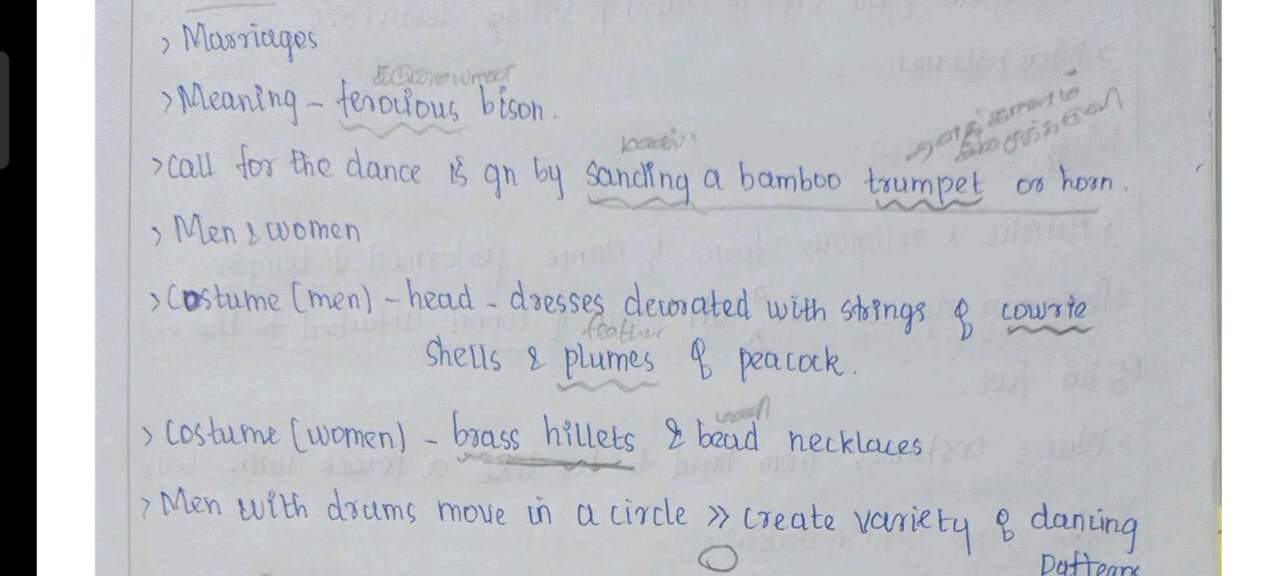 > Marriages
> Meaning - ferocious bison.
> call for the dance is gn by sanding a bamboo trumpet or horn.
> Men & women
> Costume (men) - head - dresses decorated with strings of cowrie
feather
shells & plumes of peacock.
> Costume (women) - brass hillets & bead necklaces
> Men with drums move in a circle >> create variety of dancing
Patterns